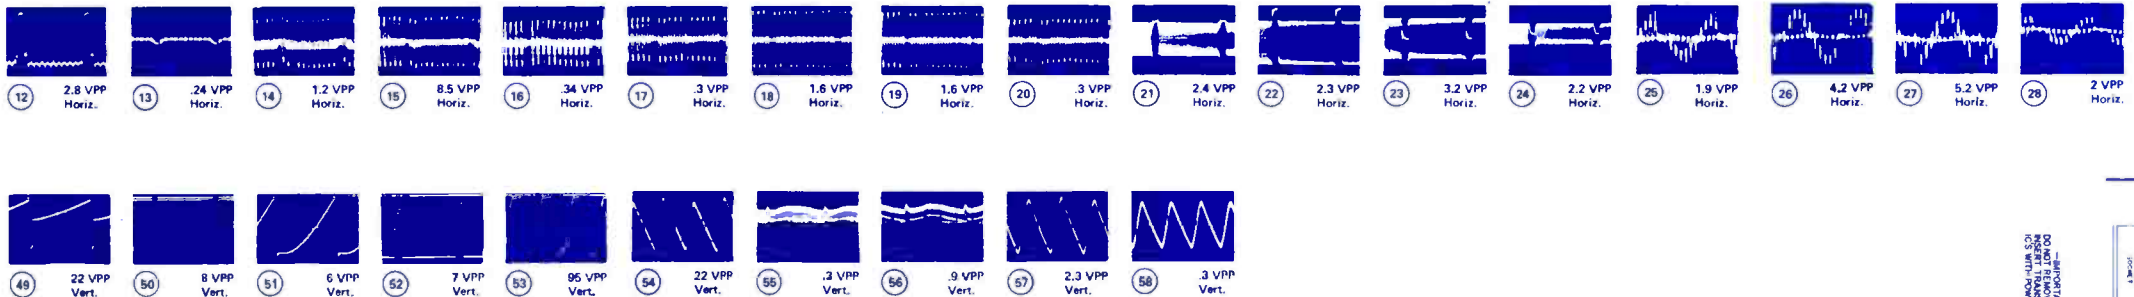 12 2.8 VPP Horiz.
13 .24 VPP Horiz.
14 1.2 VPP Horiz.
15 8.5 VPP Horiz.
16 .34 VPP Horiz.
17 .3 VPP Horiz.
18 1.6 VPP Horiz.
19 1.6 VPP Horiz.
20 .3 VPP Horiz.
21 2.4 VPP Horiz.
22 2.3 VPP Horiz.
23 3.2 VPP Horiz.
24 2.2 VPP Horiz.
25 1.9 VPP Horiz.
26 4.2 VPP Horiz.
27 5.2 VPP Horiz.
28 2 VPP Horiz.
49 22 VPP Vert.
50 8 VPP Vert.
51 6 VPP Vert.
52 7 VPP Vert.
53 95 VPP Vert.
54 22 VPP Vert.
55 .3 VPP Vert.
56 .9 VPP Vert.
57 2.3 VPP Vert.
58 .3 VPP Vert.
DO NOT
INSERT
IC'S WITH